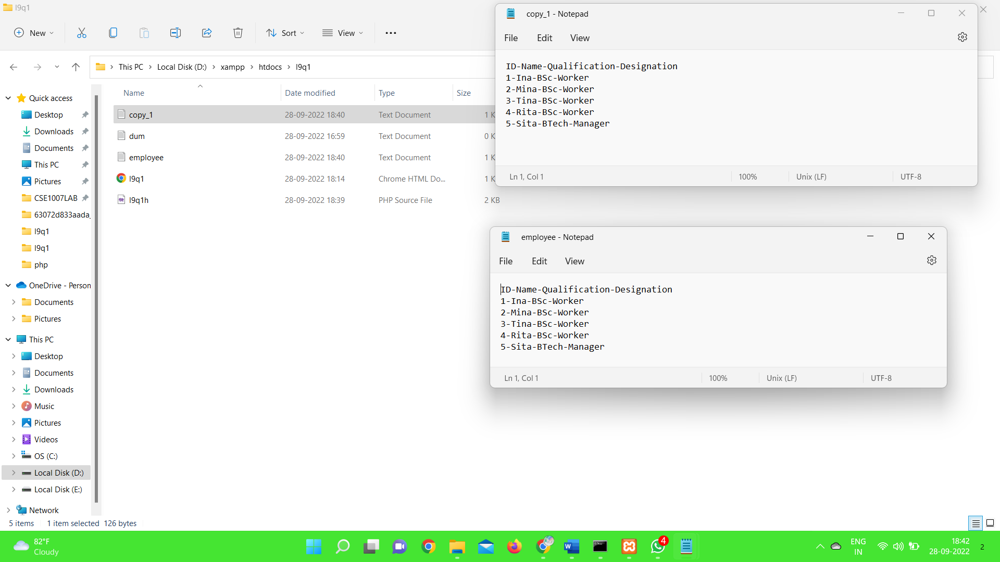 l9q1
New
Sort
View
This PC
Local Disk (D:)
xampp
htdocs
l9q1
Name
Date modified
Type
Size
copy_1 28-09-2022 18:40 Text Document 1 K
dum 28-09-2022 16:59 Text Document 0 K
employee 28-09-2022 18:40 Text Document 1 K
l9q1 28-09-2022 18:14 Chrome HTML Do... 1 K
l9q1h 28-09-2022 18:39 PHP Source File 2 KB
Quick access
Desktop
Downloads
Documents
This PC
Pictures
CSE1007LAB
63072d833aada_
l9q1
l9q1
php
OneDrive - Person
Documents
Pictures
This PC
Desktop
Documents
Downloads
Music
Pictures
Videos
OS (C:)
Local Disk (D:)
Local Disk (E:)
Network
5 items 1 item selected 126 bytes
copy_1 - Notepad
File Edit View
ID-Name-Qualification-Designation
1-Ina-BSc-Worker
2-Mina-BSc-Worker
3-Tina-BSc-Worker
4-Rita-BSc-Worker
5-Sita-BTech-Manager
Ln 1, Col 1 100% Unix (LF) UTF-8
employee - Notepad
File Edit View
ID-Name-Qualification-Designation
1-Ina-BSc-Worker
2-Mina-BSc-Worker
3-Tina-BSc-Worker
4-Rita-BSc-Worker
5-Sita-BTech-Manager
Ln 1, Col 1 100% Unix (LF) UTF-8
82°F
Cloudy
W
4
ENG
IN
18:42
28-09-2022
2